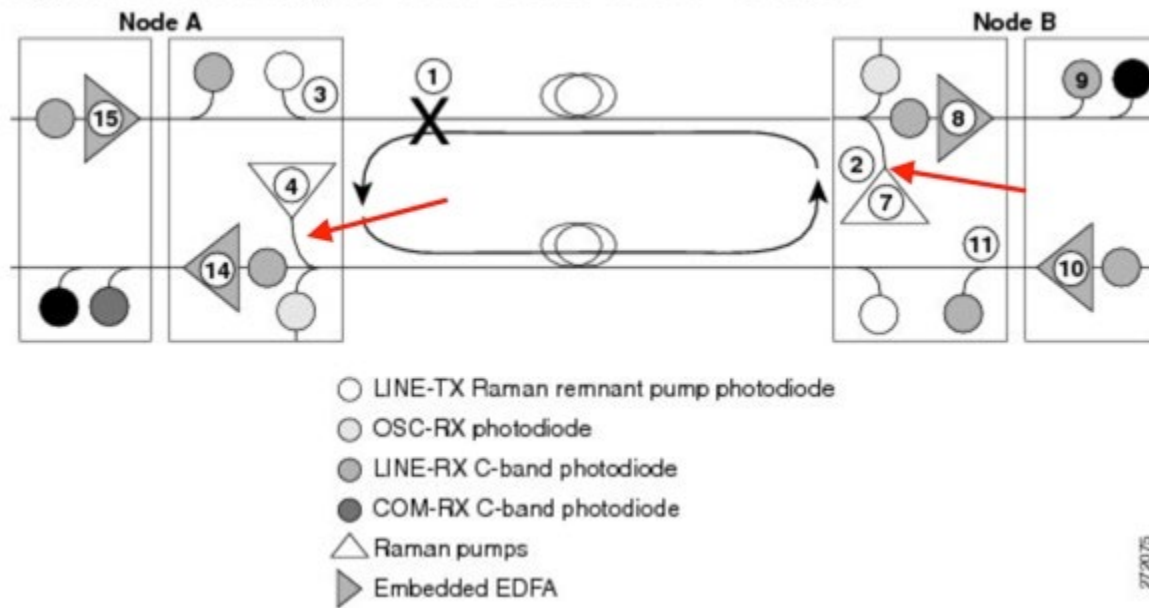 Node A
Node B
1
3
15
4
14
2
7
8
9
11
10
LINE-TX Raman remnant pump photodiode
OSC-RX photodiode
LINE-RX C-band photodiode
COM-RX C-band photodiode
Raman pumps
Embedded EDFA
272075